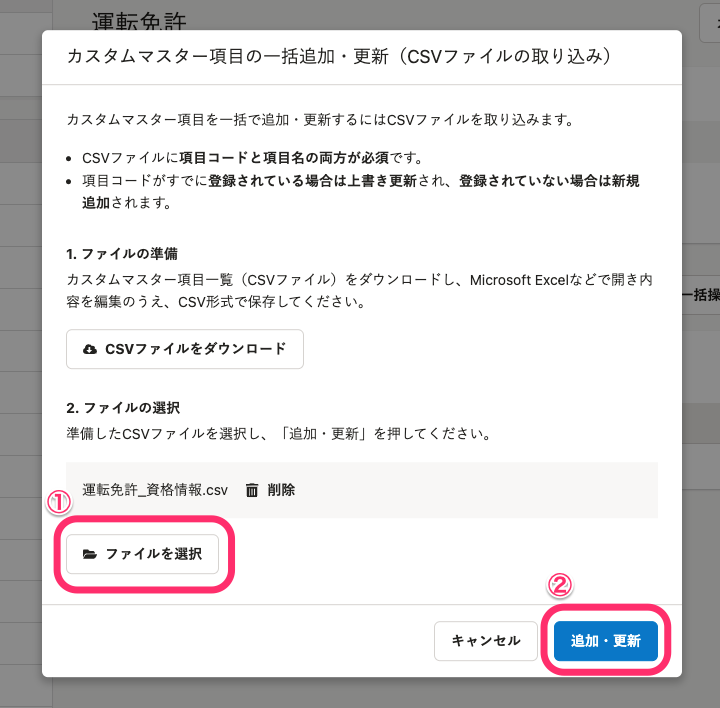 運転免許
カスタムマスター項目の一括追加・更新（CSVファイルの取り込み）
カスタムマスター項目を一括で追加・更新するにはCSVファイルを取り込みます。
• CSVファイルに項目コードと項目名の両方が必須です。
• 項目コードがすでに登録されている場合は上書き更新され、登録されていない場合は新規
追加されます。
一括操
1. ファイルの準備
カスタムマスター項目一覧（CSVファイル）をダウンロードし、Microsoft Excelなどで開き内
容を編集のうえ、CSV形式で保存してください。
CSVファイルをダウンロード
2. ファイルの選択
準備したCSVファイルを選択し、「追加・更新」を押してください。
運転免許_資格情報.csv 削除
①
ファイルを選択
②
キャンセル 追加・更新